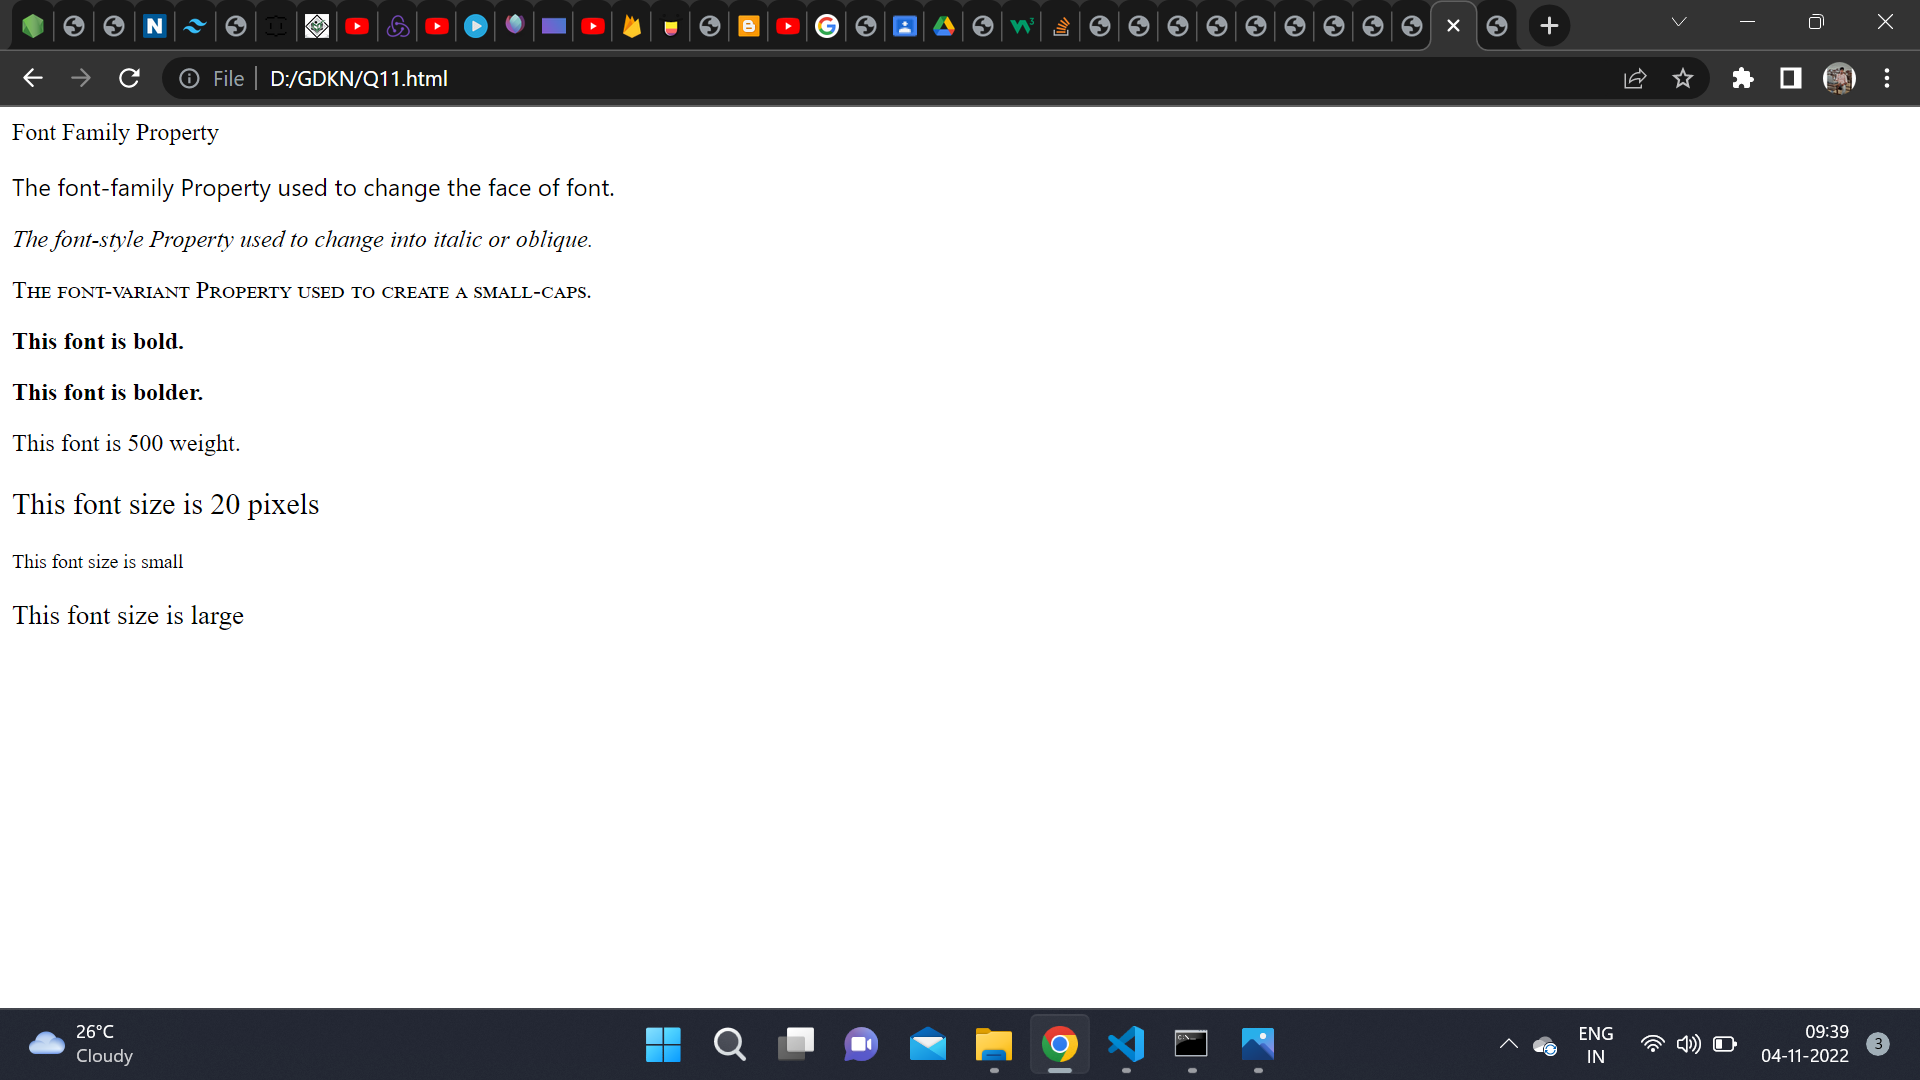 File D:/GDKN/Q11.html
Font Family Property
The font-family Property used to change the face of font.
The font-style Property used to change into italic or oblique.
The font-variant Property used to create a small-caps.
This font is bold.
This font is bolder.
This font is 500 weight.
This font size is 20 pixels
This font size is small
This font size is large
26°C
Cloudy
ENG
IN
09:39
04-11-2022
3